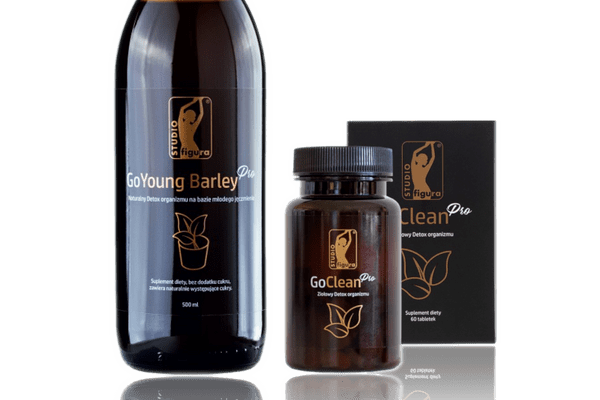 STUDIO
figura
GoYoung Barley Pro
Naturalny Detox organizmu na bazie młodego jęczmienia
Suplement diety, bez dodatku cukru,
zawiera naturalnie występujące cukry.
500 ml
STUDIO
figura
GoClean Pro
Ziołowy Detox organizmu
STUDIO
figura
Clean Pro
Detox organizmu
Suplement diety
60 tabletek